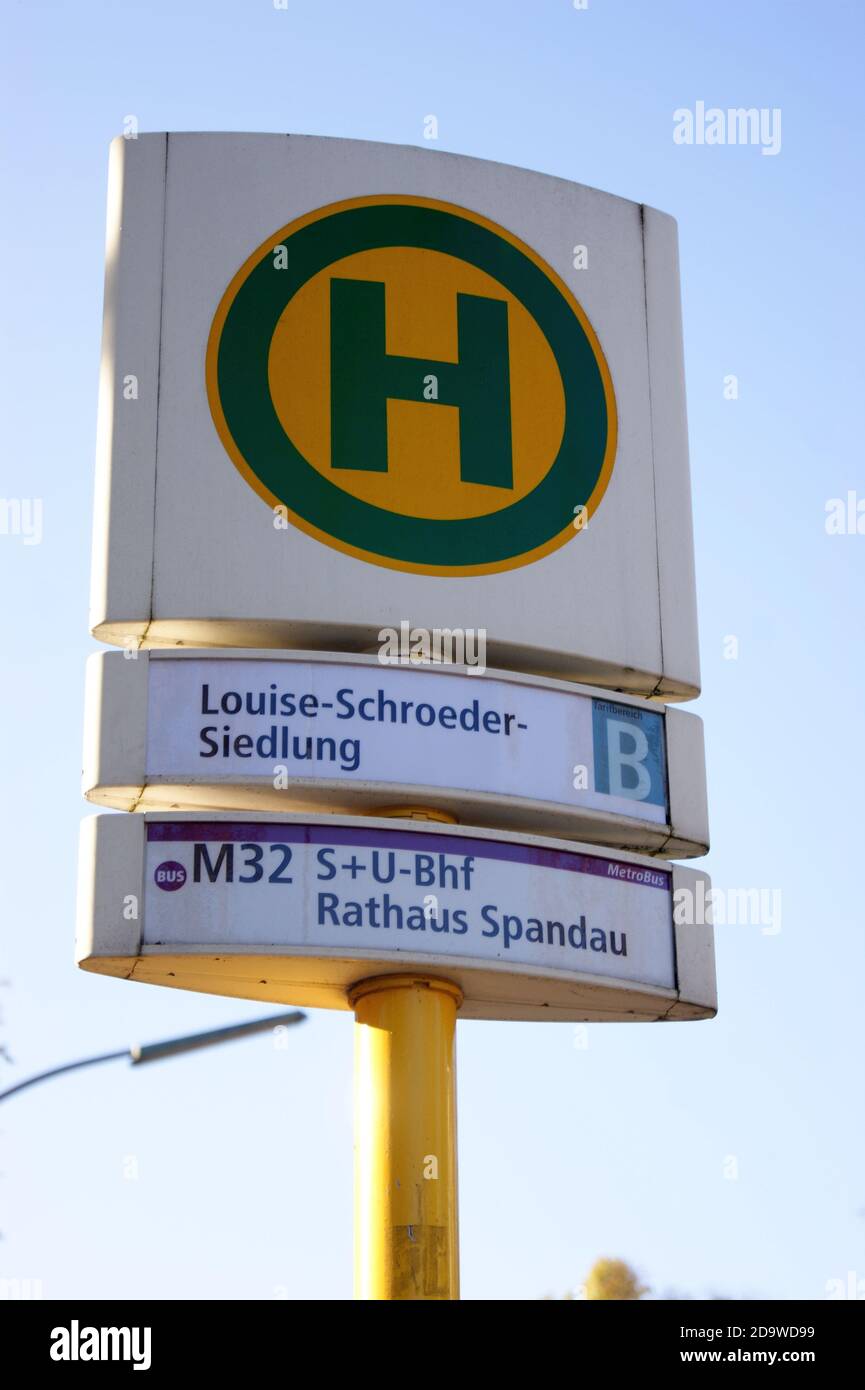 H
Louise-Schroeder-
Siedlung
Tarifbereich
B
MetroBus
BUS M32 S+U-Bhf
Rathaus Spandau
alamy
alamy
Image ID: 2D9WD99
www.alamy.com